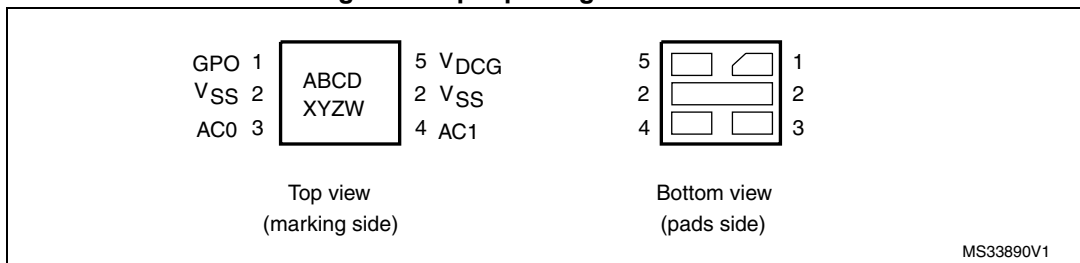 GPO 1 ABCD 5 VDCG 5 1
VSS 2 XYZW 2 VSS 2 2
AC0 3 4 AC1 4 3
Top view Bottom view
(marking side) (pads side)
MS33890V1